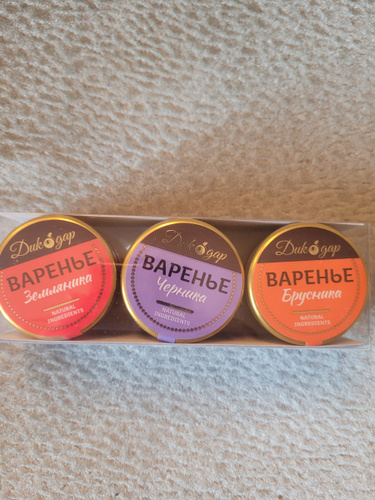 Дикодар
ВАРЕНЬЕ
Земляника
NATURAL
INGREDIENTS
Дикодар
ВАРЕНЬЕ
Черника
NATURAL
INGREDIENTS
Дикодар
ВАРЕНЬЕ
Брусника
NATURAL
INGREDIENTS